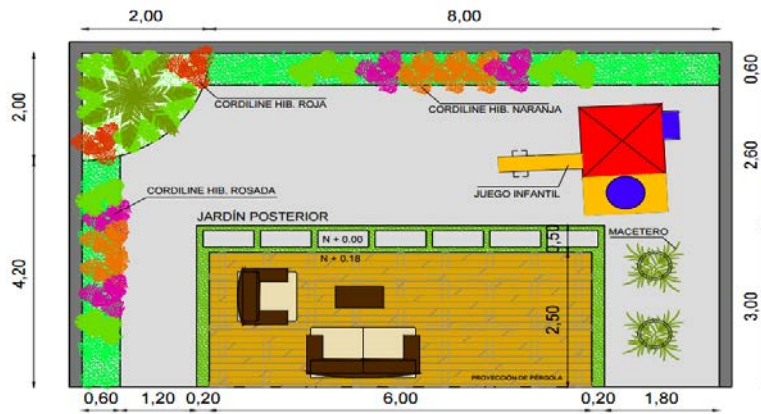 2,00
8,00
CORDILINE HIB. ROJA
CORDILINE HIB. NARANJA
0,60
2,00
2,60
JUEGO INFANTIL
CORDILINE HIB. ROSADA
JARDÍN POSTERIOR
MACETERO
N + 0.00
0,50
N + 0.18
4,20
2,50
3,00
PROYECCIÓN DE PÉRGOLA
0,60
1,20
0,20
6,00
0,20
1,80